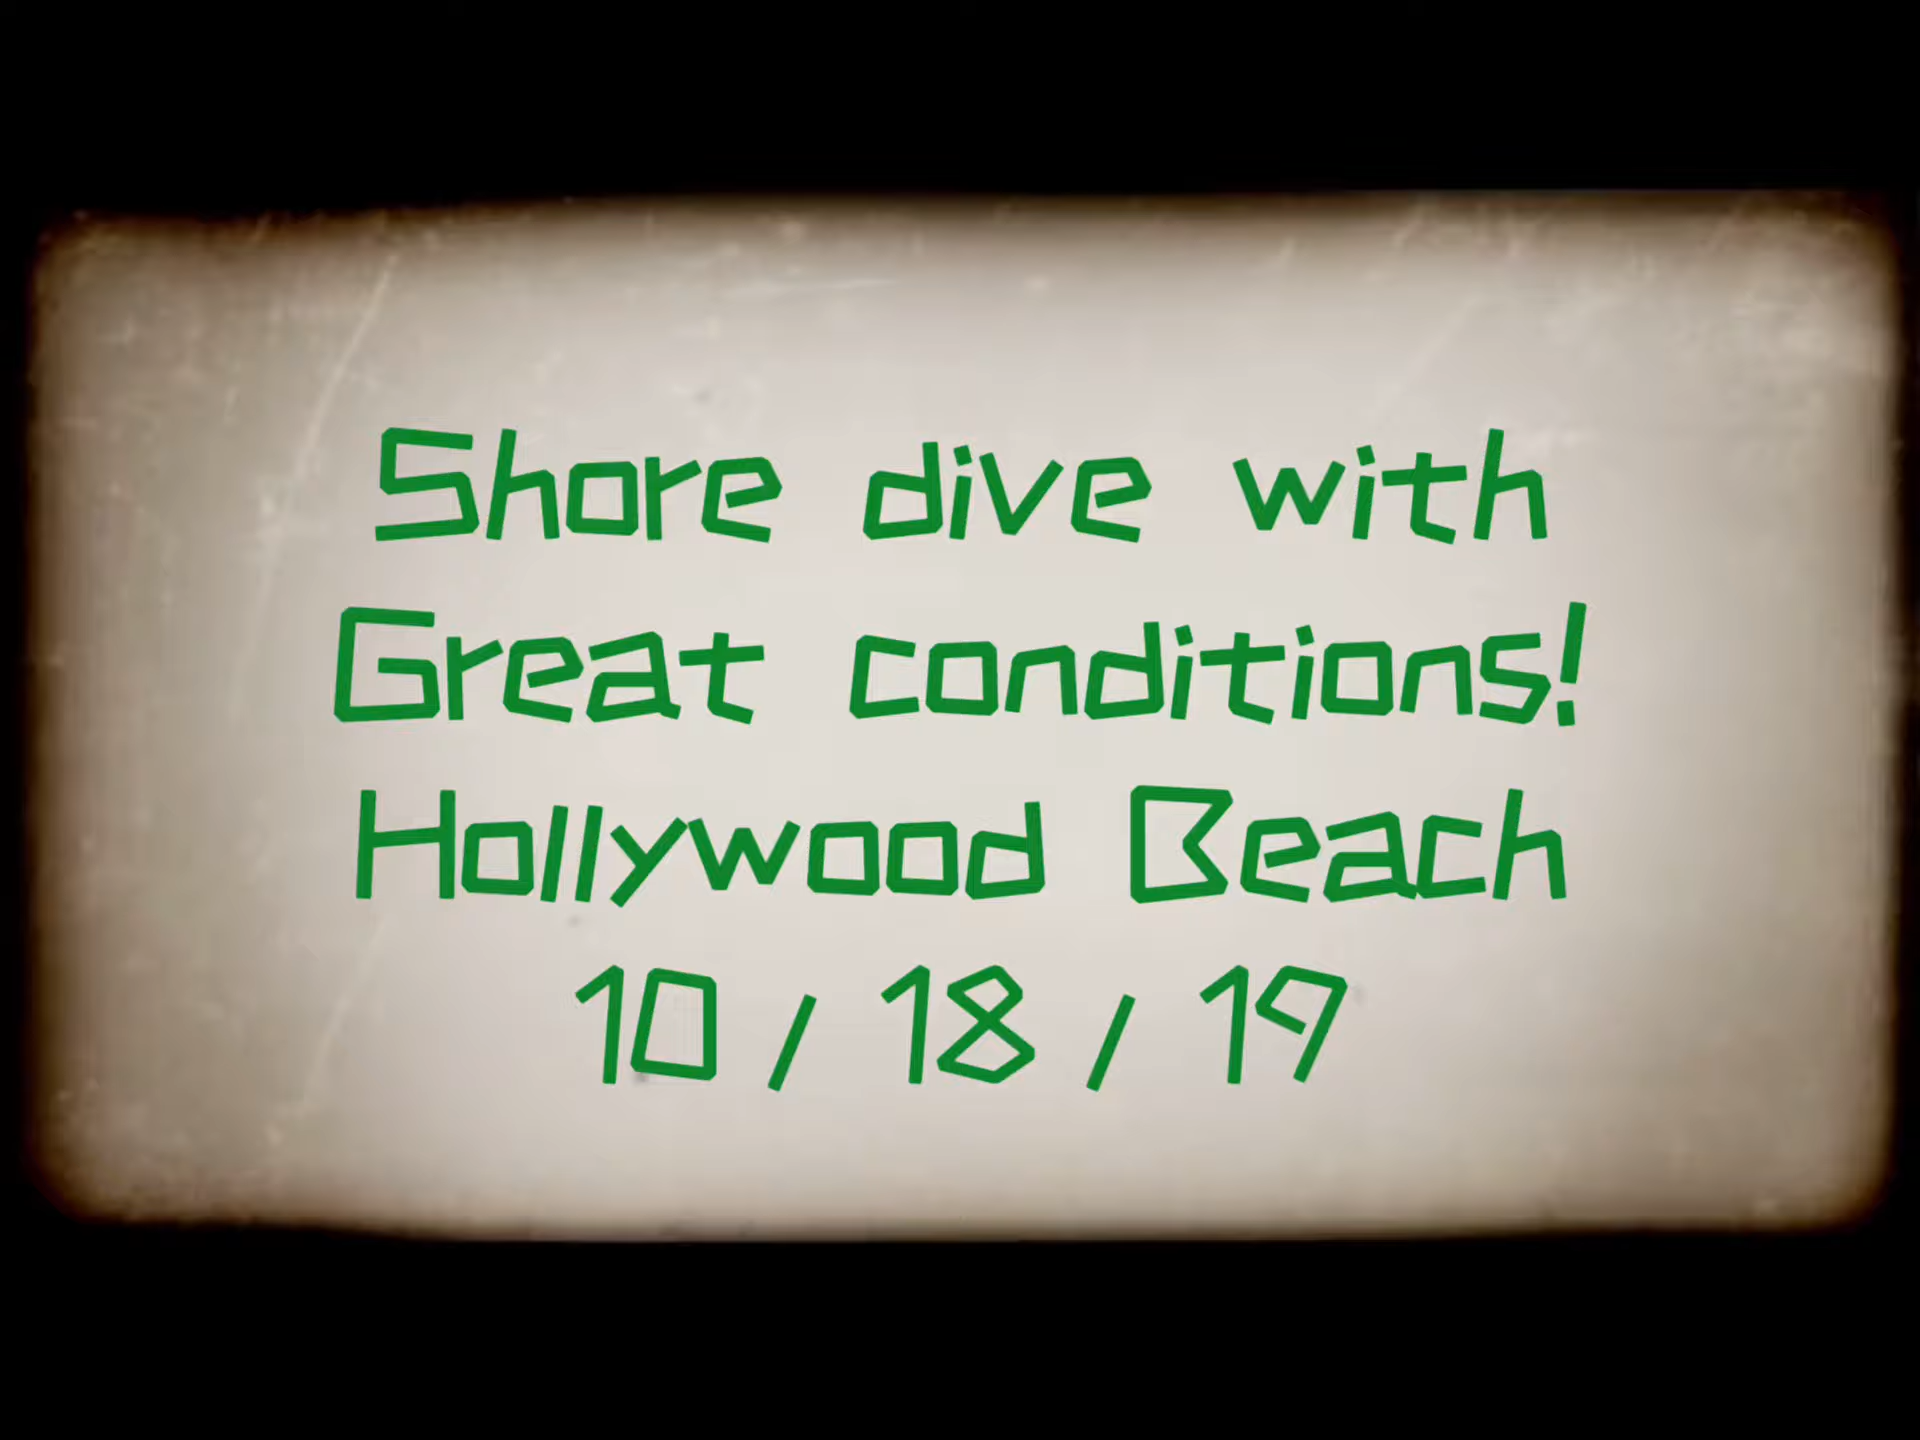 Shore dive with
Great conditions!
Hollywood Beach
10 / 18 / 19